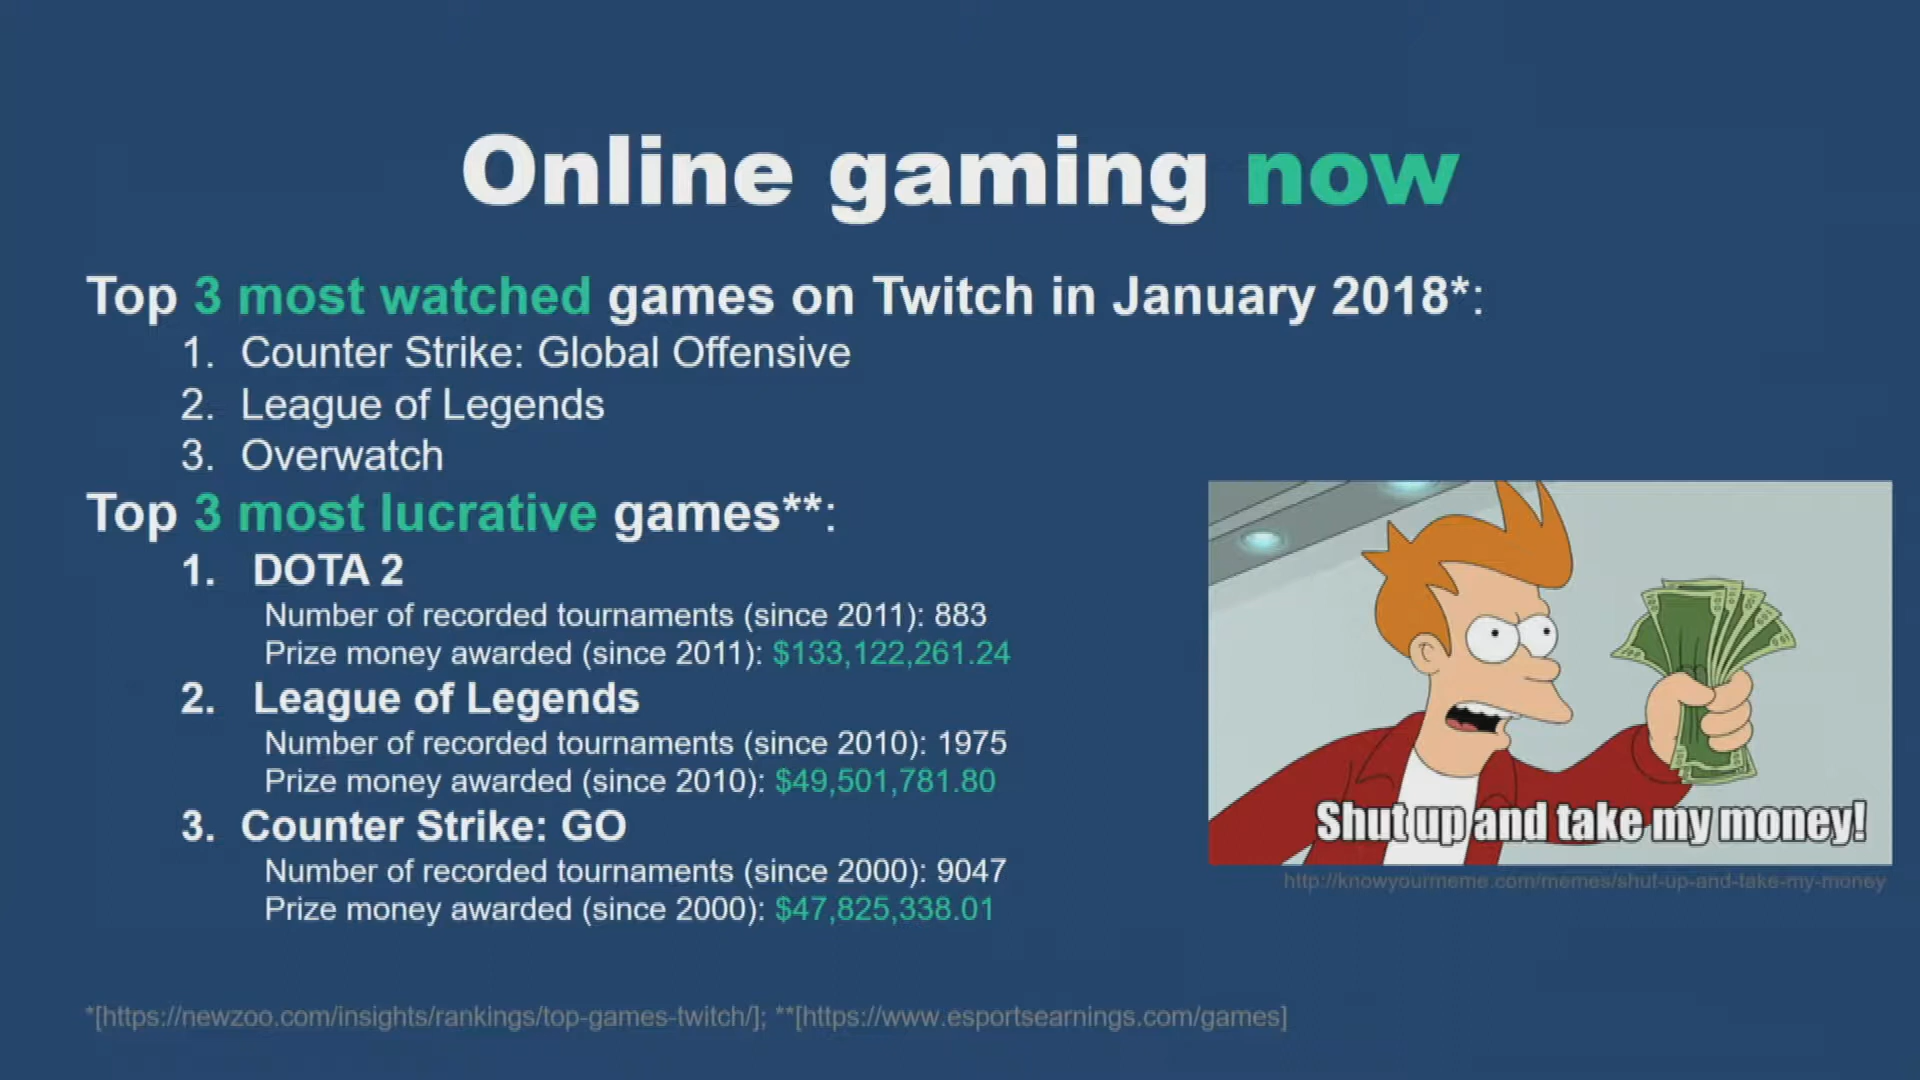 Online gaming now
Top 3 most watched games on Twitch in January 2018*:
1. Counter Strike: Global Offensive
2. League of Legends
3. Overwatch
Top 3 most lucrative games**:
1. DOTA 2
Number of recorded tournaments (since 2011): 883
Prize money awarded (since 2011): $133,122,261.24
2. League of Legends
Number of recorded tournaments (since 2010): 1975
Prize money awarded (since 2010): $49,501,781.80
3. Counter Strike: GO
Number of recorded tournaments (since 2000): 9047
Prize money awarded (since 2000): $47,825,338.01
Shut up and take my money!
http://knowyourmeme.com/memes/shut-up-and-take-my-money
*[https://newzoo.com/insights/rankings/top-games-twitch/]; **[https://www.esportsearnings.com/games]